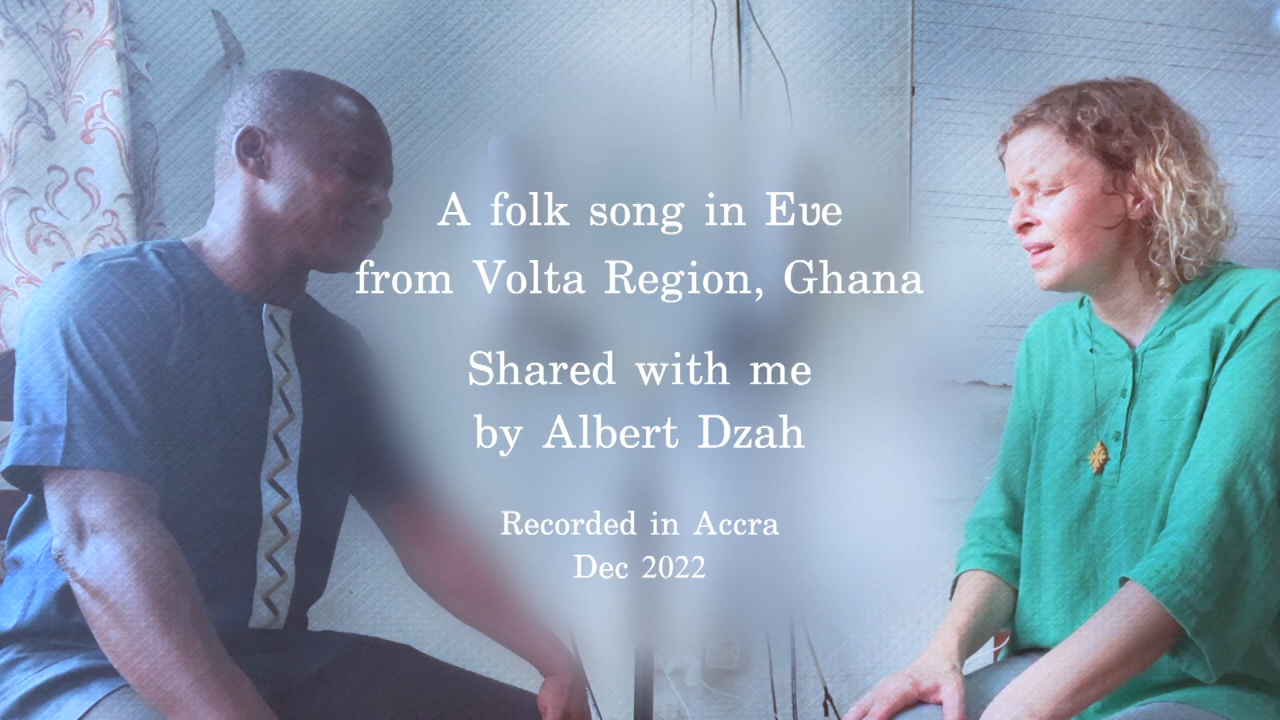 A folk song in Eʋe
from Volta Region, Ghana
Shared with me
by Albert Dzah
Recorded in Accra
Dec 2022